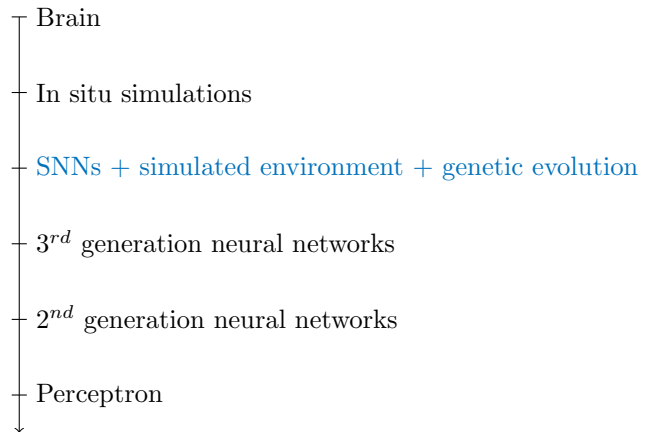 Brain
In situ simulations
SNNs + simulated environment + genetic evolution
3rd generation neural networks
2nd generation neural networks
Perceptron